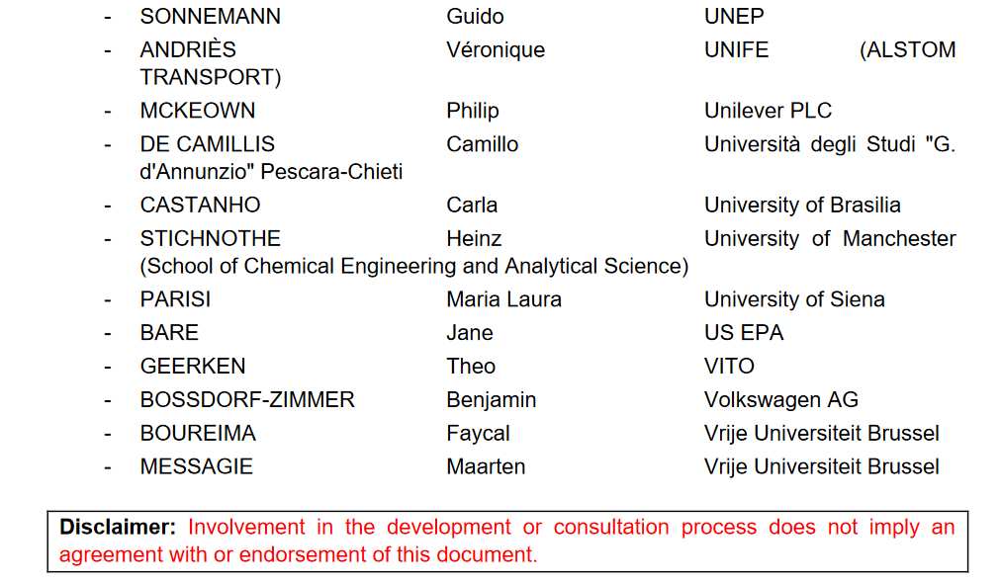 - SONNEMANN Guido UNEP
- ANDRIÈS Véronique UNIFE (ALSTOM
TRANSPORT)
- MCKEOWN Philip Unilever PLC
- DE CAMILLIS Camillo Università degli Studi "G.
d'Annunzio" Pescara-Chieti
- CASTANHO Carla University of Brasilia
- STICHNOTHE Heinz University of Manchester
(School of Chemical Engineering and Analytical Science)
- PARISI Maria Laura University of Siena
- BARE Jane US EPA
- GEERKEN Theo VITO
- BOSSDORF-ZIMMER Benjamin Volkswagen AG
- BOUREIMA Faycal Vrije Universiteit Brussel
- MESSAGIE Maarten Vrije Universiteit Brussel
Disclaimer: Involvement in the development or consultation process does not imply an
agreement with or endorsement of this document.